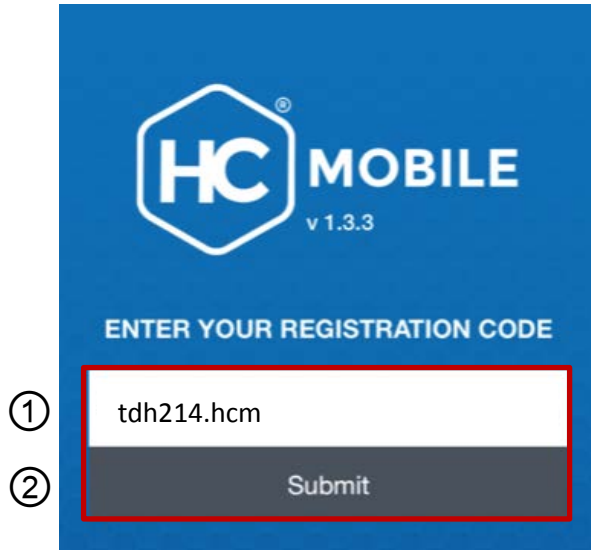 HC® MOBILE
v 1.3.3
ENTER YOUR REGISTRATION CODE
① tdh214.hcm
② Submit